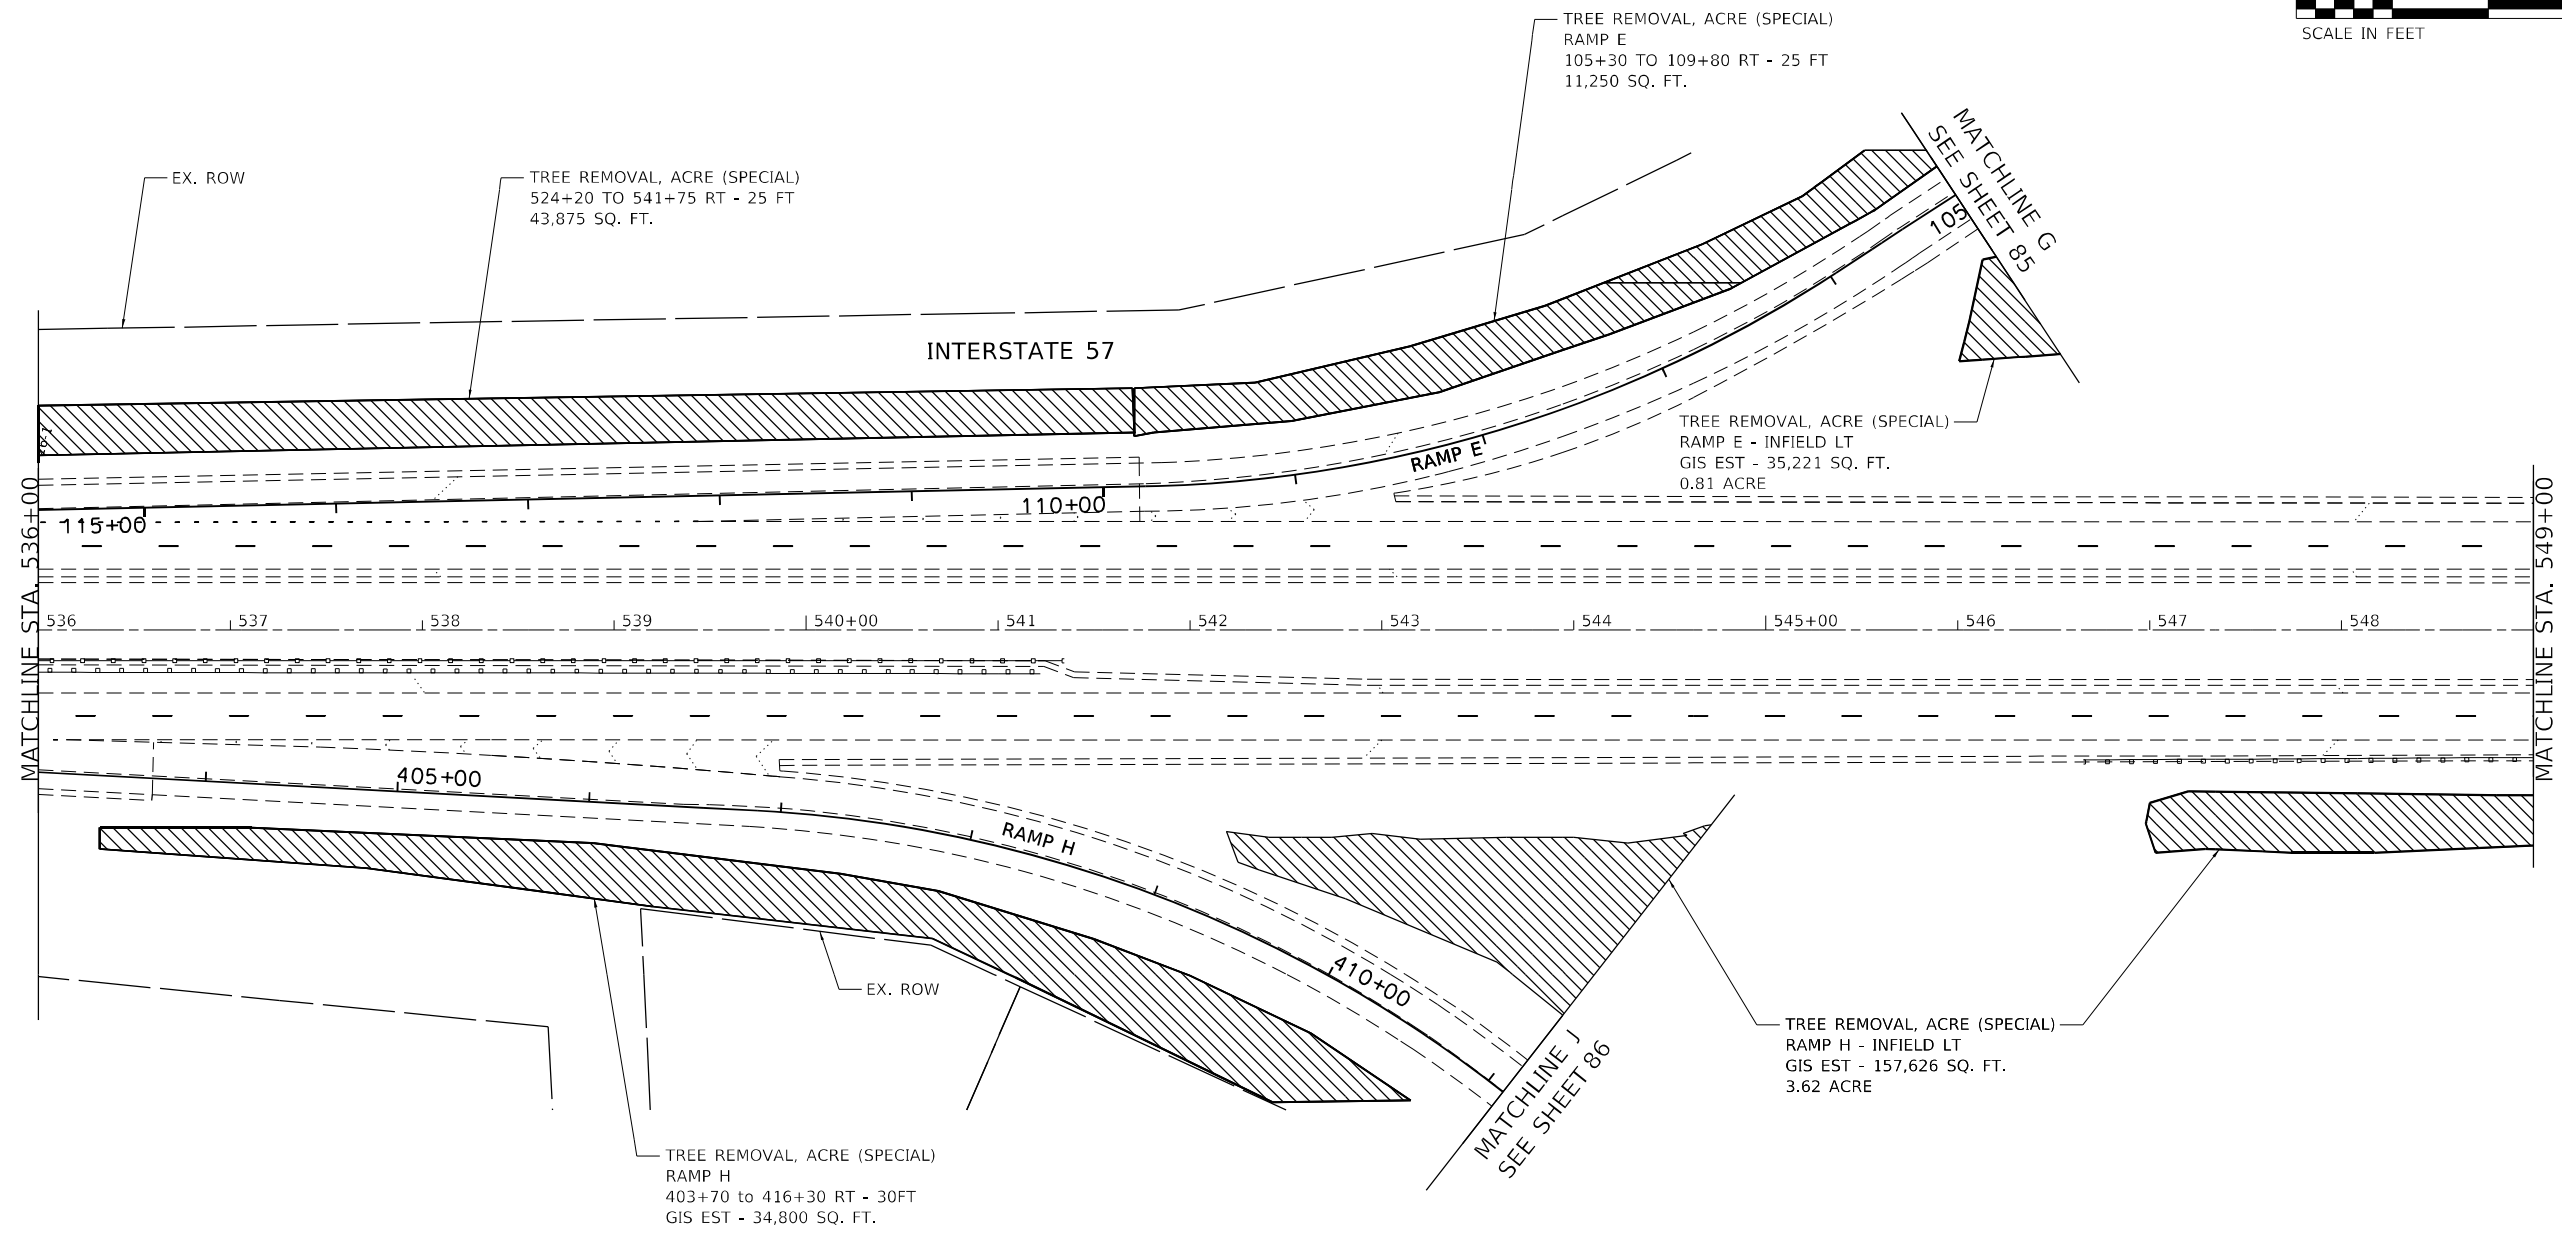 TREE REMOVAL, ACRE (SPECIAL)
RAMP E
105+30 TO 109+80 RT - 25 FT
11,250 SQ. FT.
SCALE IN FEET
EX. ROW
TREE REMOVAL, ACRE (SPECIAL)
524+20 TO 541+75 RT - 25 FT
43,875 SQ. FT.
MATCHLINE G
SEE SHEET 85
105
INTERSTATE 57
TREE REMOVAL, ACRE (SPECIAL)
RAMP E - INFIELD LT
GIS EST - 35,221 SQ. FT.
0.81 ACRE
RAMP E
110+00
115+00
MATCHLINE STA. 536+00
MATCHLINE STA. 549+00
536 537 538 539 540+00 541 542 543 544 545+00 546 547 548
405+00
RAMP H
410+00
EX. ROW
MATCHLINE J
SEE SHEET 86
TREE REMOVAL, ACRE (SPECIAL)
RAMP H - INFIELD LT
GIS EST - 157,626 SQ. FT.
3.62 ACRE
TREE REMOVAL, ACRE (SPECIAL)
RAMP H
403+70 to 416+30 RT - 30FT
GIS EST - 34,800 SQ. FT.